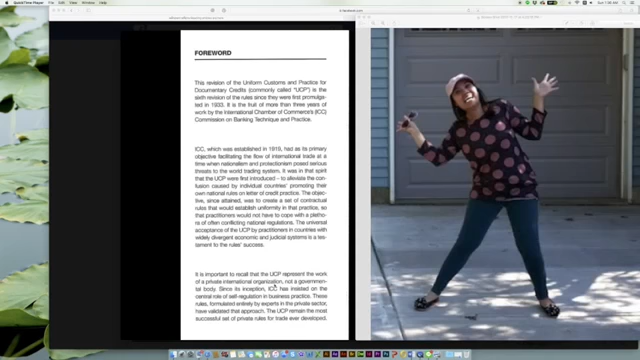 QuickTime Player File Edit View Window Help
FOREWORD
This revision of the Uniform Customs and Practice for
Documentary Credits (commonly called "UCP") is the
sixth revision of the rules since they were first promulga-
ted in 1933. It is the fruit of more than three years of
work by the International Chamber of Commerce's (ICC)
Commission on Banking Technique and Practice.
ICC, which was established in 1919, had as its primary
objective facilitating the flow of international trade at a
time when nationalism and protectionism posed serious
threats to the world trading system. It was in that spirit
that the UCP were first introduced – to alleviate the con-
fusion caused by individual countries' promoting their
own national rules on letter of credit practice. The objec-
tive, since attained, was to create a set of contractual
rules that would establish uniformity in that practice, so
that practitioners would not have to cope with a pletho-
ra of often conflicting national regulations. The universal
acceptance of the UCP by practitioners in countries with
widely divergent economic and judicial systems is a tes-
tament to the rules' success.
It is important to recall that the UCP represent the work
of a private international organization, not a governmen-
tal body. Since its inception, ICC has insisted on the
central role of self-regulation in business practice. These
rules, formulated entirely by experts in the private sector,
have validated that approach. The UCP remain the most
successful set of private rules for trade ever developed.